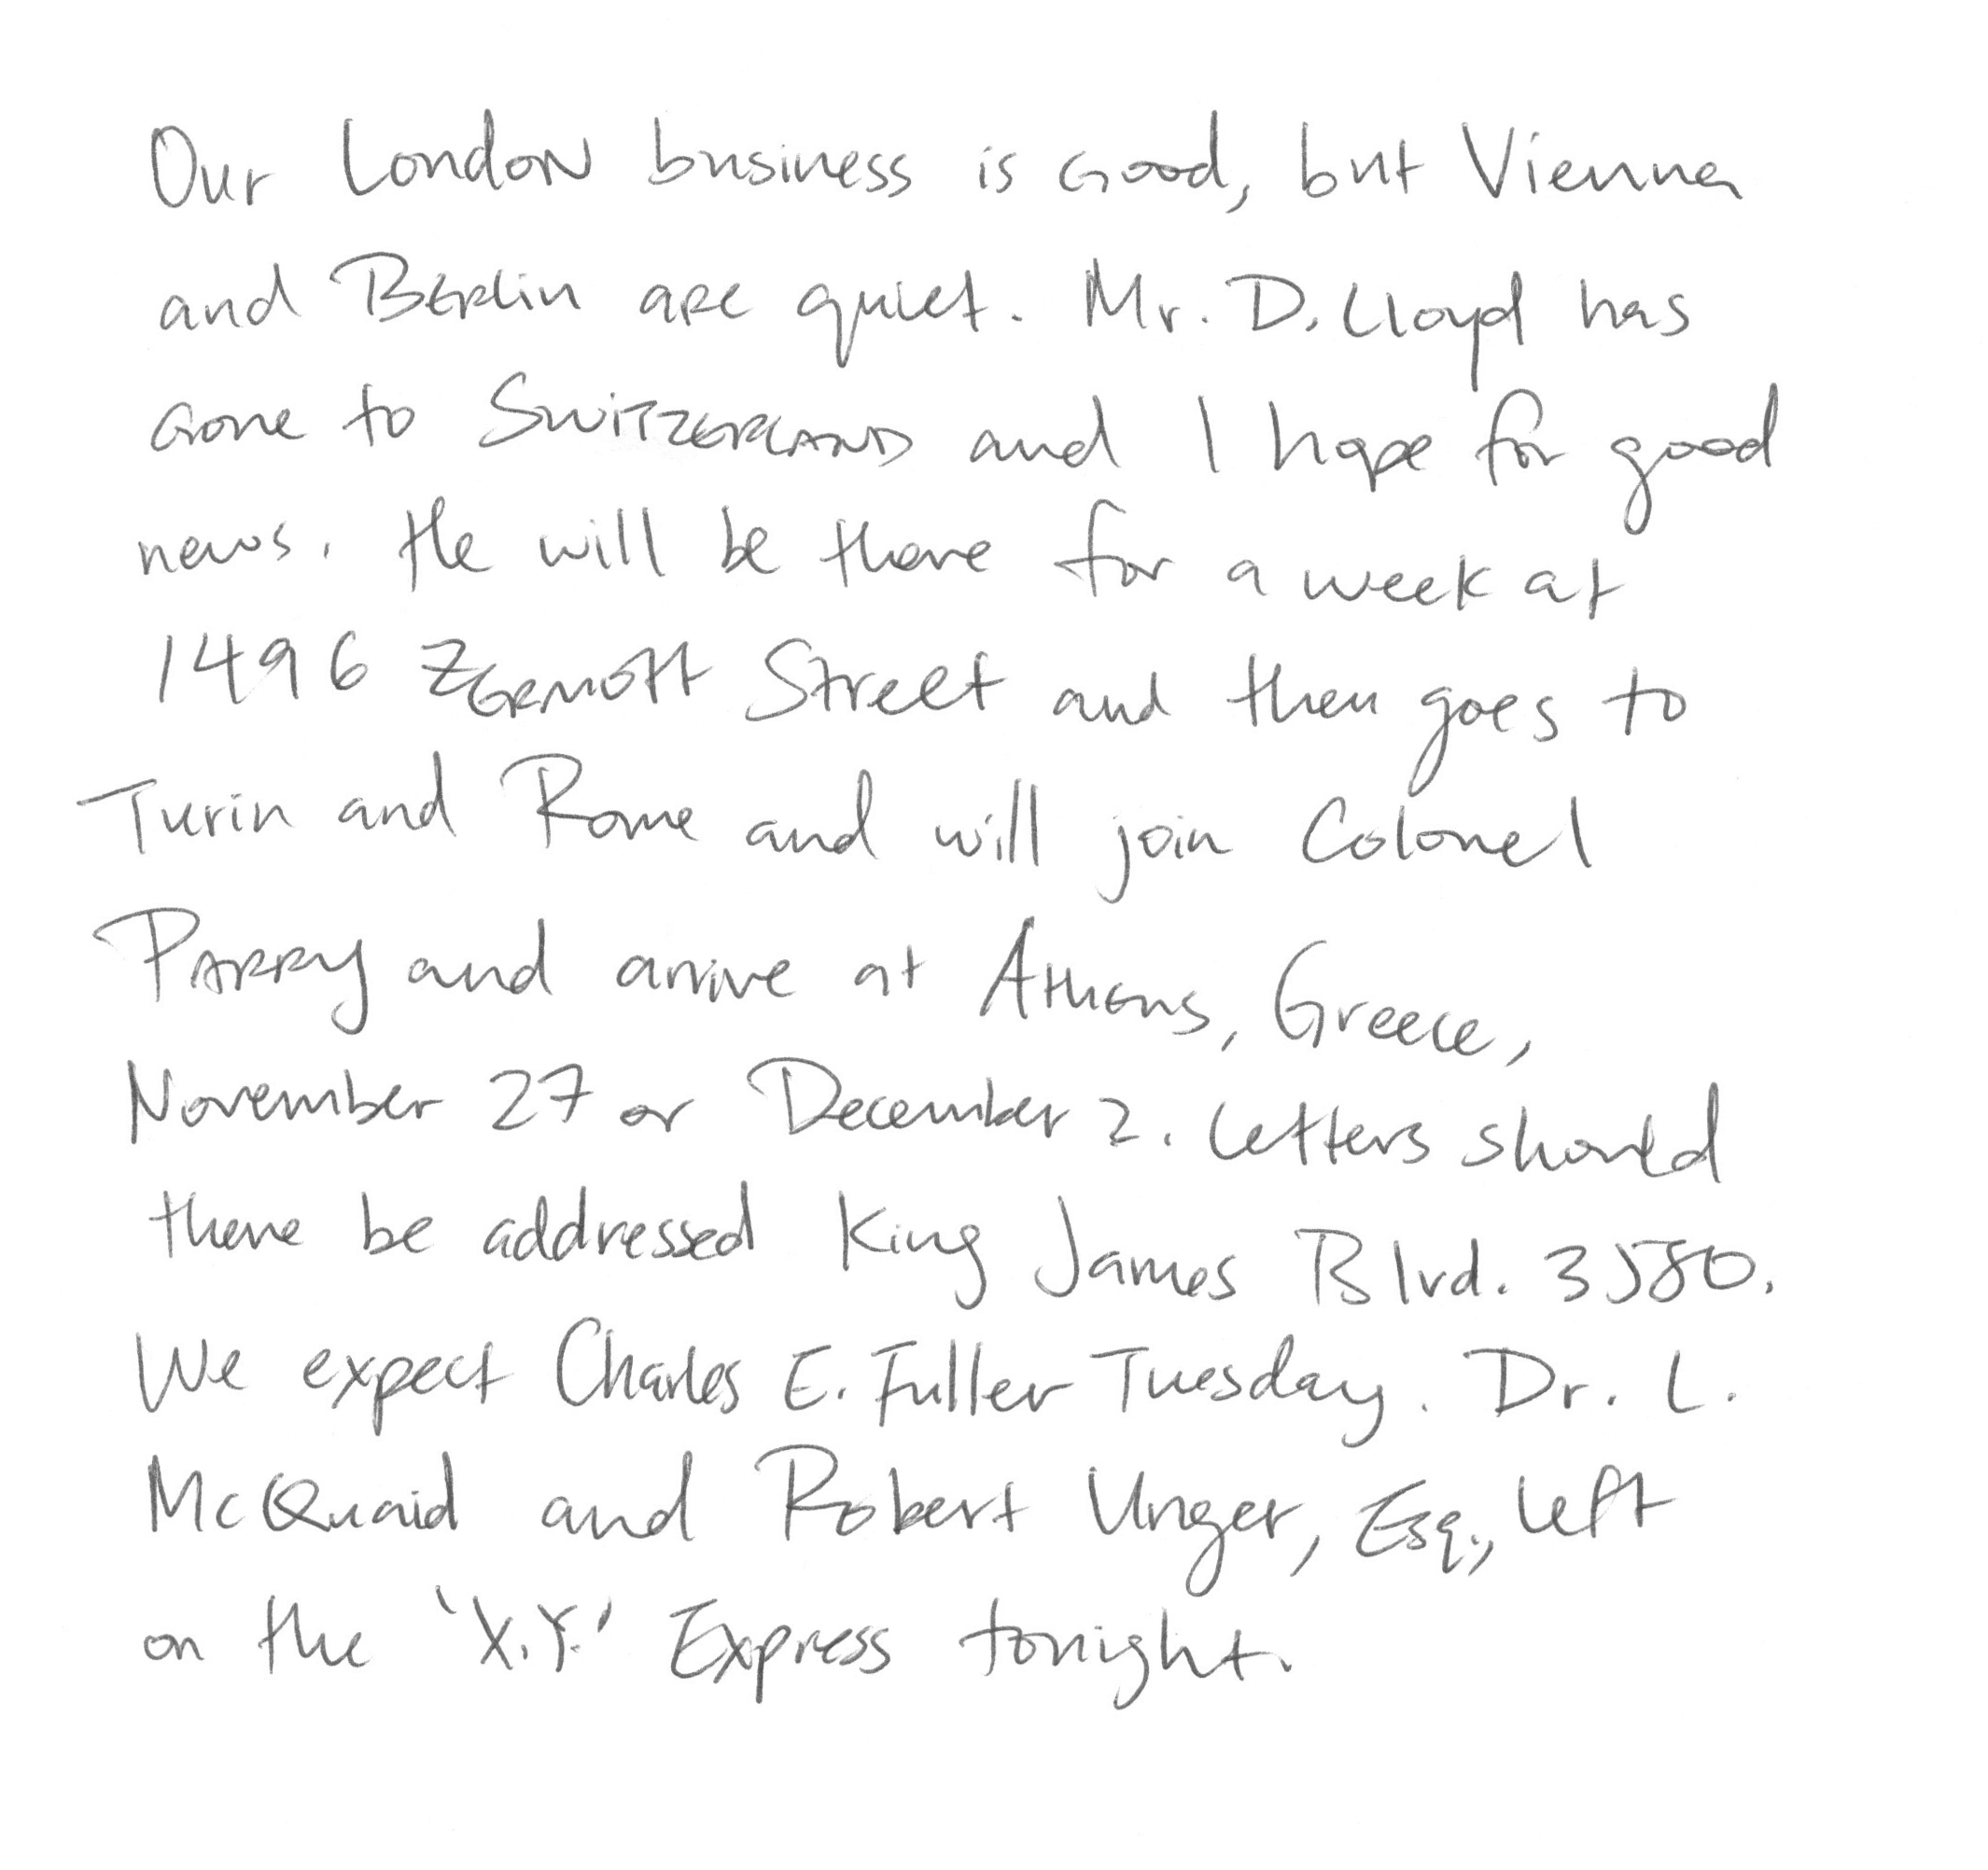 Our London business is good, but Vienna
and Berlin are quiet. Mr. D. Lloyd has
gone to Switzerland and I hope for good
news. He will be there for a week at
1496 Zermott Street and then goes to
Turin and Rome and will join Colonel
Parry and arrive at Athens, Greece,
November 27 or December 2. Letters should
there be addressed King James Blvd. 3580.
We expect Charles E. Fuller Tuesday. Dr. L.
McQuaid and Robert Unger, Esq., left
on the 'X.Y.' Express tonight.